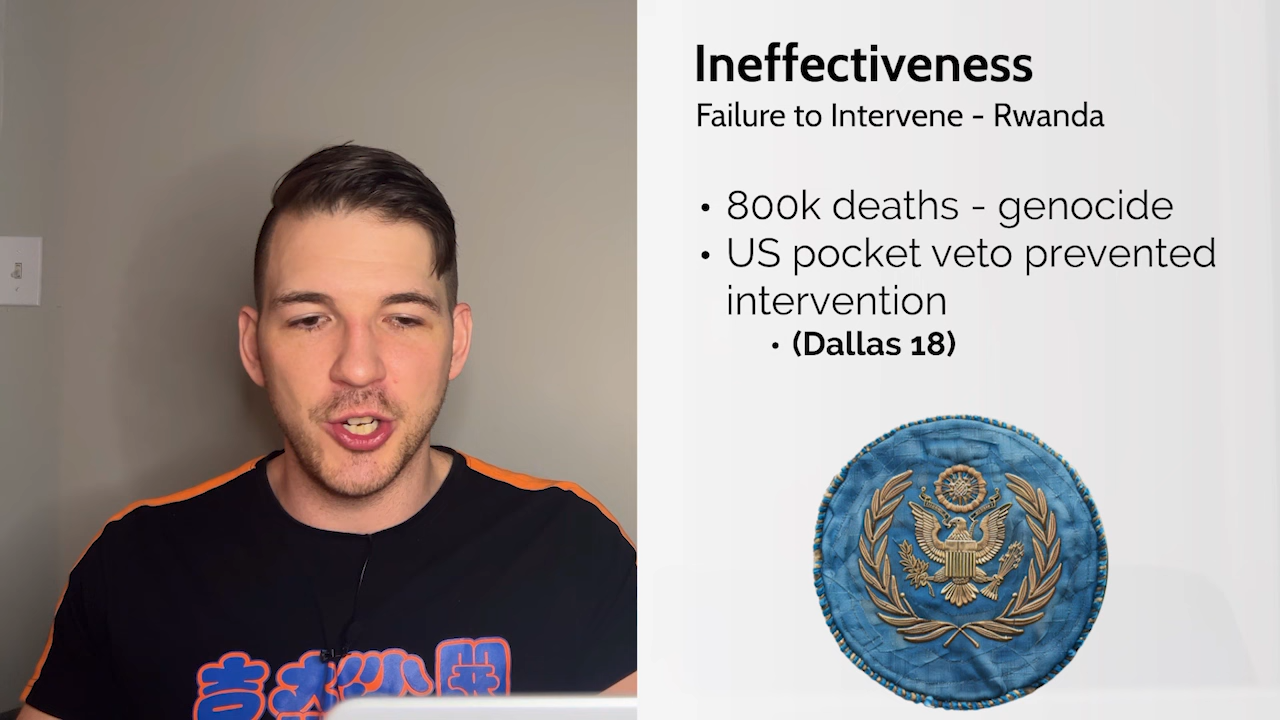 Ineffectiveness
Failure to Intervene - Rwanda
• 800k deaths - genocide
• US pocket veto prevented
intervention
• (Dallas 18)